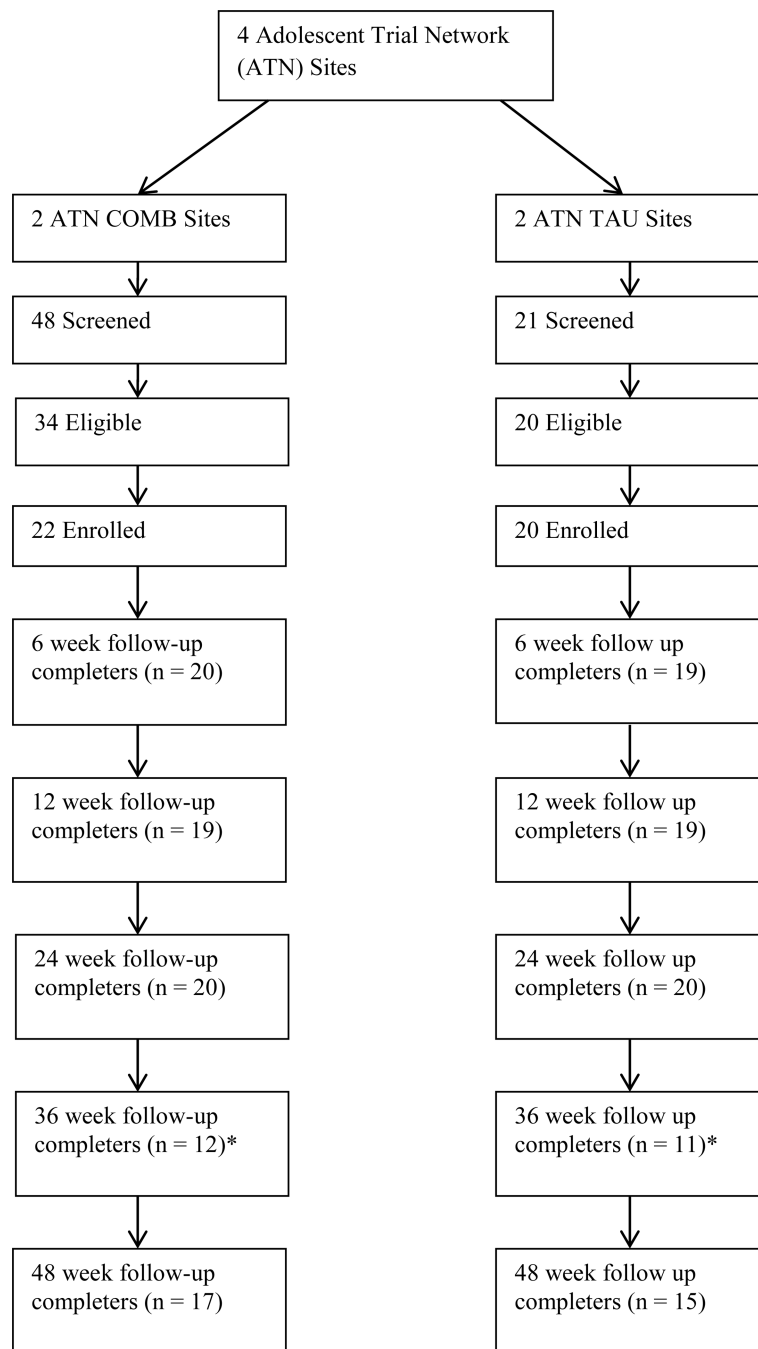 4 Adolescent Trial Network
(ATN) Sites
2 ATN COMB Sites
48 Screened
34 Eligible
22 Enrolled
6 week follow-up
completers (n = 20)
12 week follow-up
completers (n = 19)
24 week follow-up
completers (n = 20)
36 week follow-up
completers (n = 12)*
48 week follow-up
completers (n = 17)
2 ATN TAU Sites
21 Screened
20 Eligible
20 Enrolled
6 week follow up
completers (n = 19)
12 week follow up
completers (n = 19)
24 week follow up
completers (n = 20)
36 week follow up
completers (n = 11)*
48 week follow up
completers (n = 15)